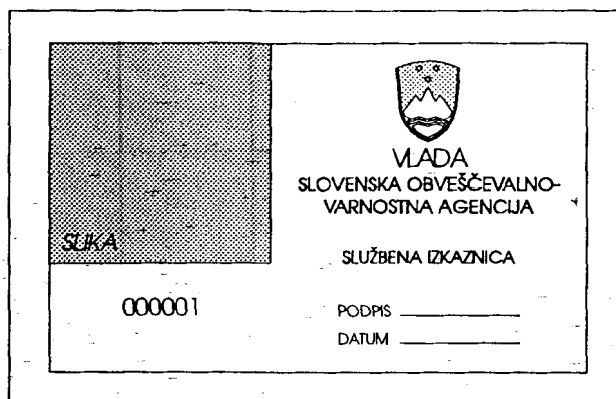 SLIKA
000001
VLADA
SLOVENSKA OBVEŠČEVALNO-
VARNOSTNA AGENCIJA
SLUŽBENA IZKAZNICA
PODPIS
DATUM